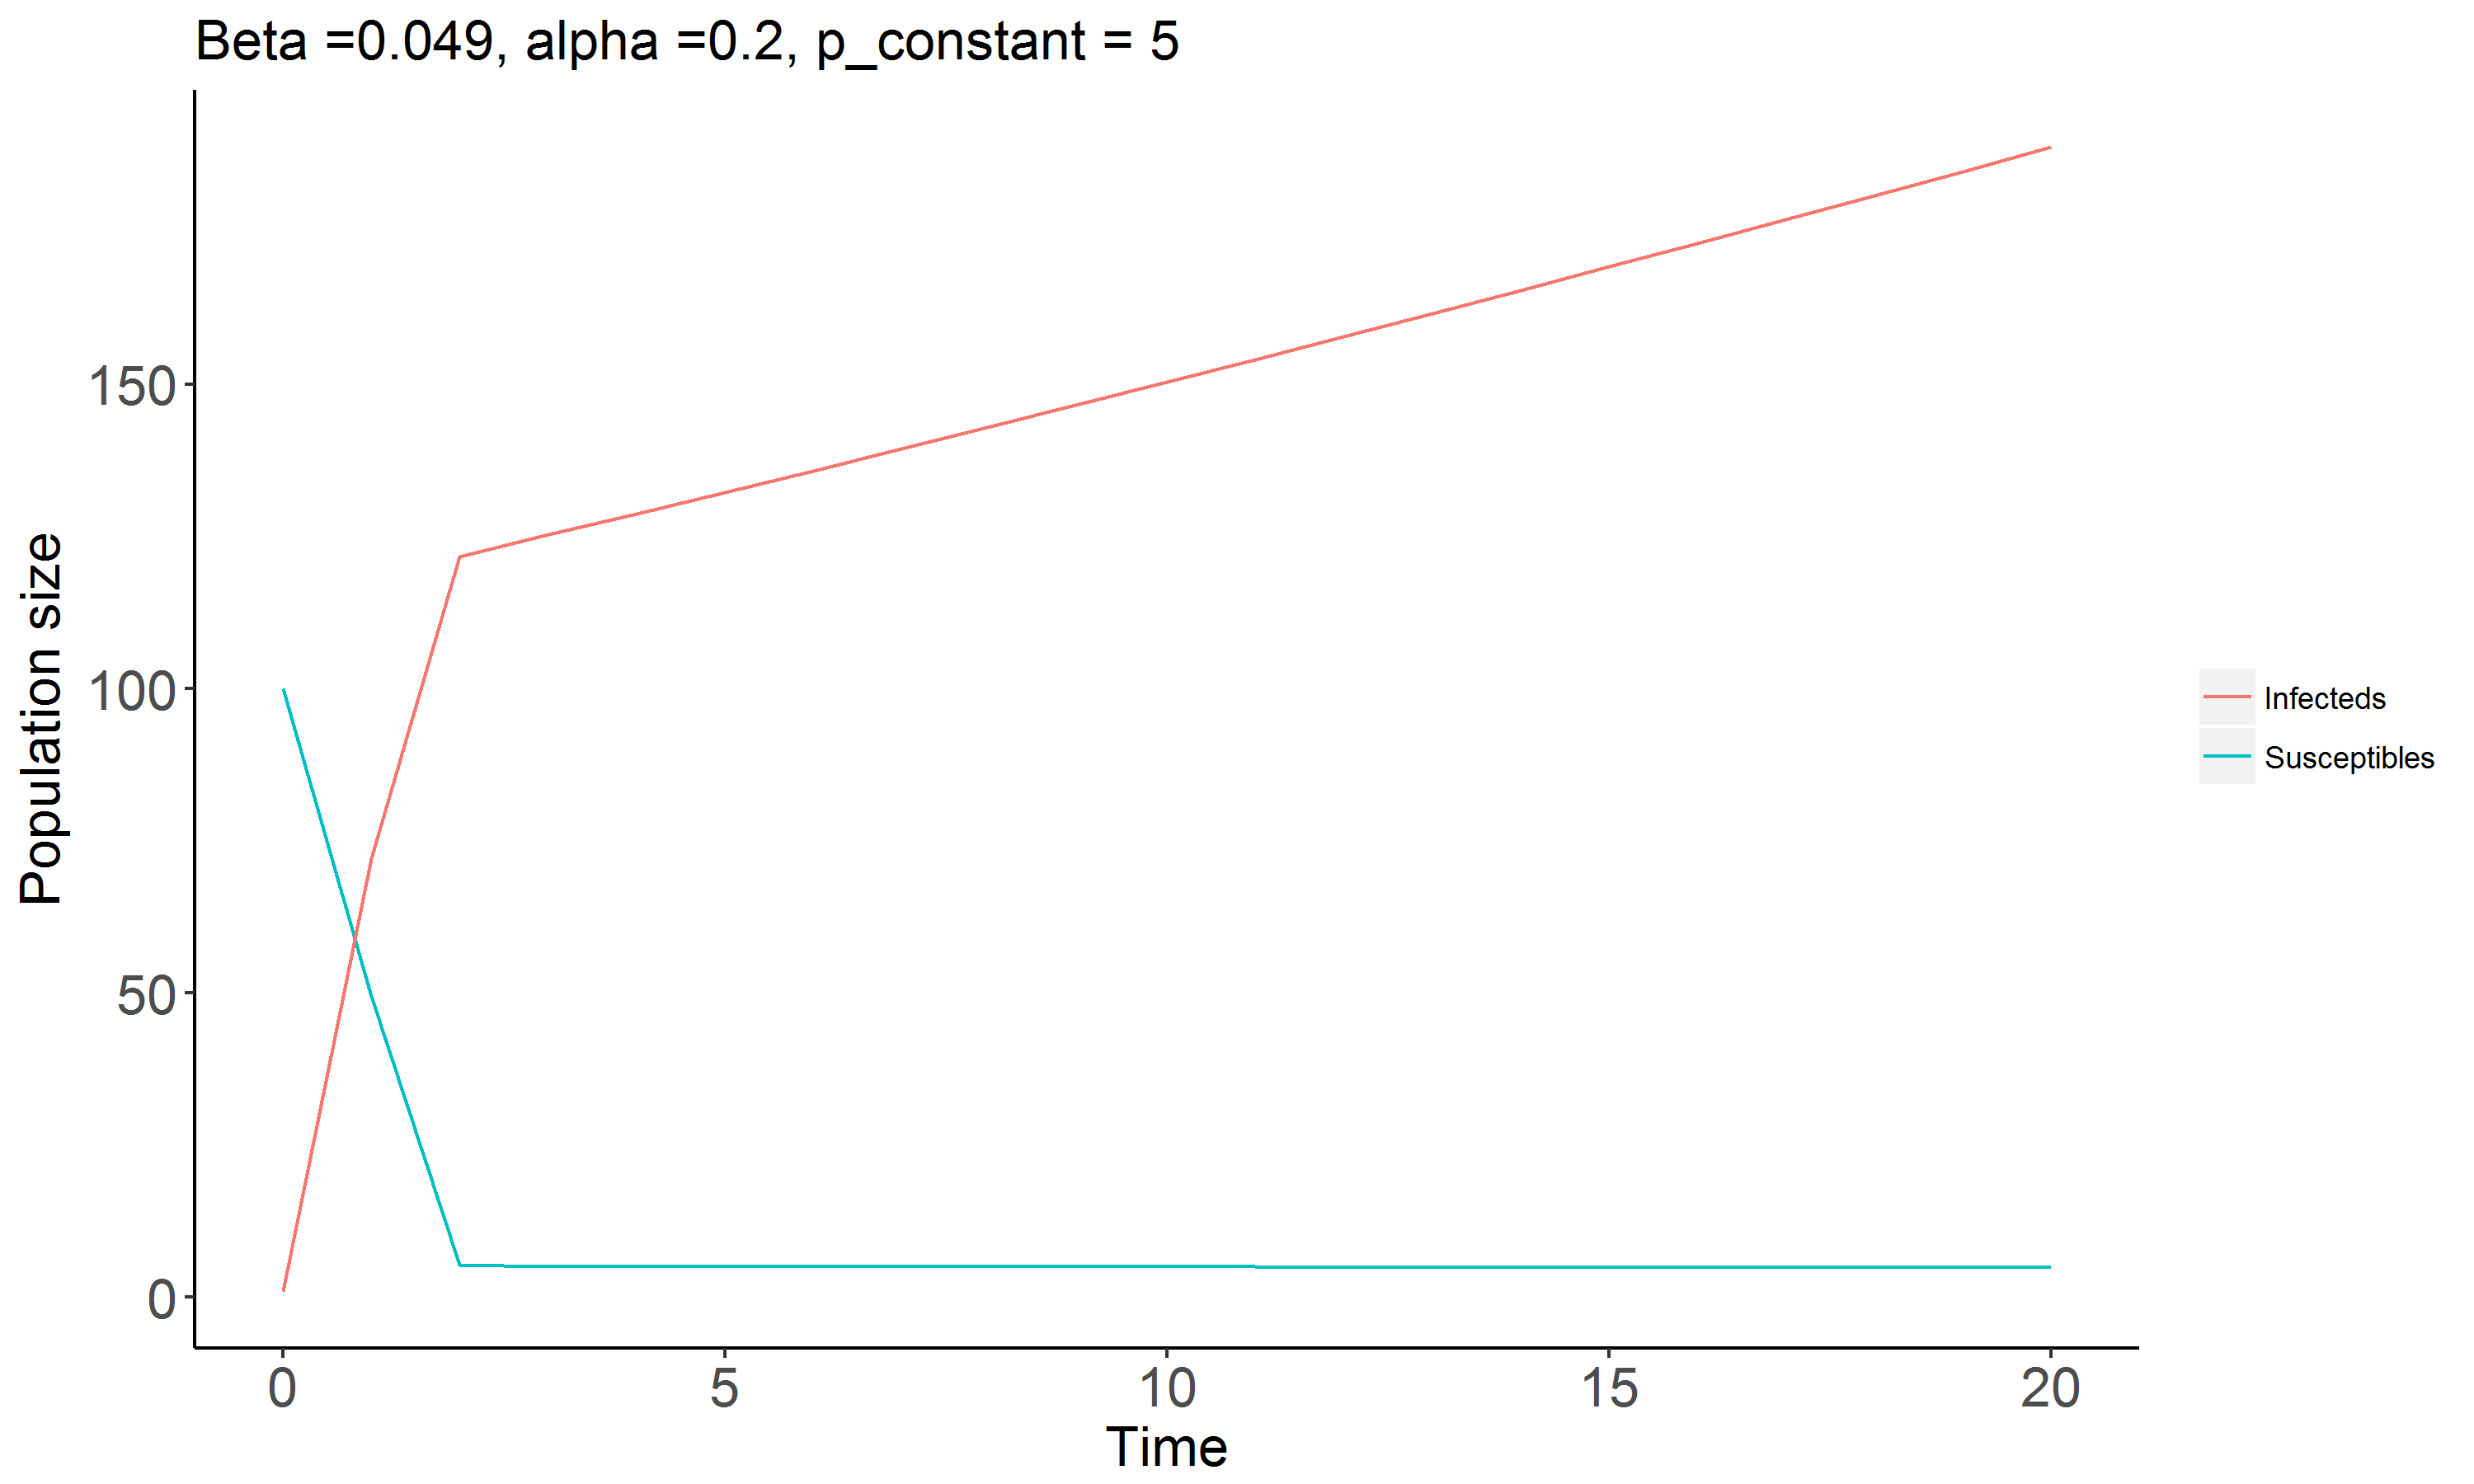 Beta =0.049, alpha =0.2, p_constant = 5
Population size
150
100
50
0
0 5 10 15 20
Time
Infecteds
Susceptibles